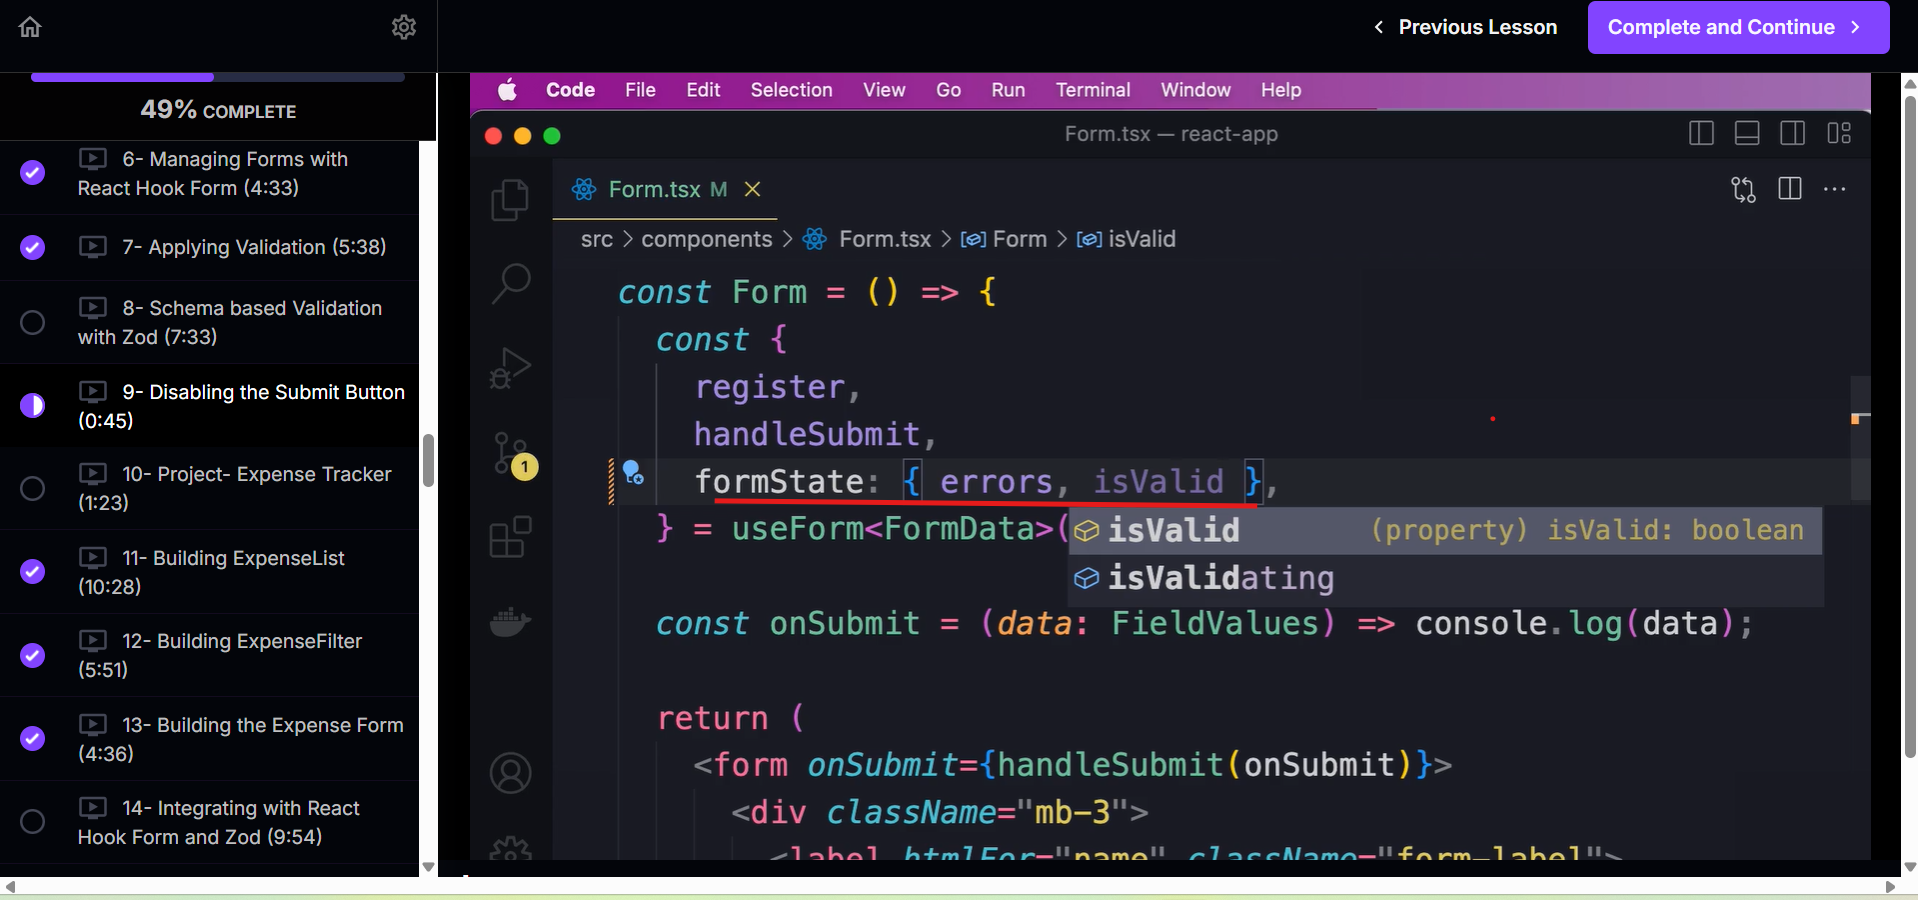 Previous Lesson
Complete and Continue
49% COMPLETE
6- Managing Forms with
React Hook Form (4:33)
7- Applying Validation (5:38)
8- Schema based Validation
with Zod (7:33)
9- Disabling the Submit Button
(0:45)
10- Project- Expense Tracker
(1:23)
11- Building ExpenseList
(10:28)
12- Building ExpenseFilter
(5:51)
13- Building the Expense Form
(4:36)
14- Integrating with React
Hook Form and Zod (9:54)
Code File Edit Selection View Go Run Terminal Window Help
Form.tsx — react-app
Form.tsx M
src > components > Form.tsx > Form > isValid
1
const Form = () => {
const {
register,
handleSubmit,
formState: { errors, isValid },
} = useForm<FormData>(
isValid (property) isValid: boolean
isValidating
const onSubmit = (data: FieldValues) => console.log(data);
return (
<form onSubmit={handleSubmit(onSubmit)}>
<div className="mb-3">
<label htmlFor="name" className="form-label">